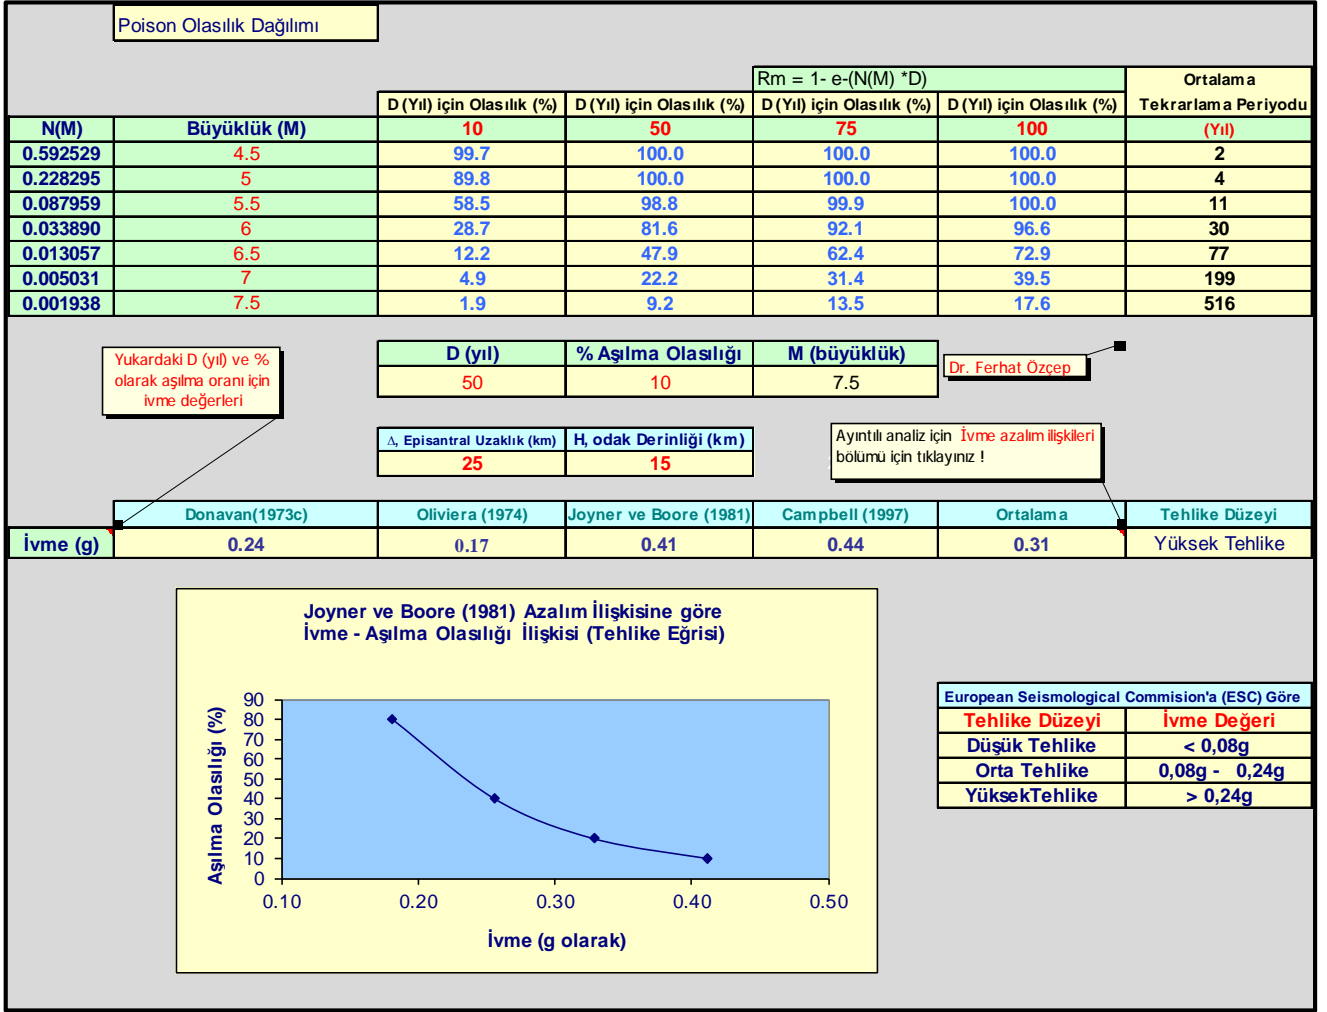 Poison Olasılık Dağılımı
Rm = 1- e-(N(M) *D)
Ortalama
D (Yıl) için Olasılık (%) D (Yıl) için Olasılık (%) D (Yıl) için Olasılık (%) D (Yıl) için Olasılık (%) Tekrarlama Periyodu
N(M) Büyüklük (M) 10 50 75 100 (Yıl)
0.592529 4.5 99.7 100.0 100.0 100.0 2
0.228295 5 89.8 100.0 100.0 100.0 4
0.087959 5.5 58.5 98.8 99.9 100.0 11
0.033890 6 28.7 81.6 92.1 96.6 30
0.013057 6.5 12.2 47.9 62.4 72.9 77
0.005031 7 4.9 22.2 31.4 39.5 199
0.001938 7.5 1.9 9.2 13.5 17.6 516
Yukardaki D (yıl) ve %
olarak aşılma oranı için
ivme değerleri
D (yıl) % Aşılma Olasılığı M (büyüklük)
50 10 7.5
Dr. Ferhat Özçep
Δ, Episantral Uzaklık (km) H, odak Derinliği (km)
25 15
Ayıntılı analiz için İvme azalım ilişkileri
bölümü için tıklayınız !
Donavan(1973c) Oliviera (1974) Joyner ve Boore (1981) Campbell (1997) Ortalama Tehlike Düzeyi
İvme (g) 0.24 0.17 0.41 0.44 0.31 Yüksek Tehlike
Joyner ve Boore (1981) Azalım İlişkisine göre
İvme - Aşılma Olasılığı İlişkisi (Tehlike Eğrisi)
Aşılma Olasılığı (%)
90
80
70
60
50
40
30
20
10
0
0.10 0.20 0.30 0.40 0.50
İvme (g olarak)
European Seismological Commision'a (ESC) Göre
Tehlike Düzeyi İvme Değeri
Düşük Tehlike < 0,08g
Orta Tehlike 0,08g - 0,24g
YüksekTehlike > 0,24g